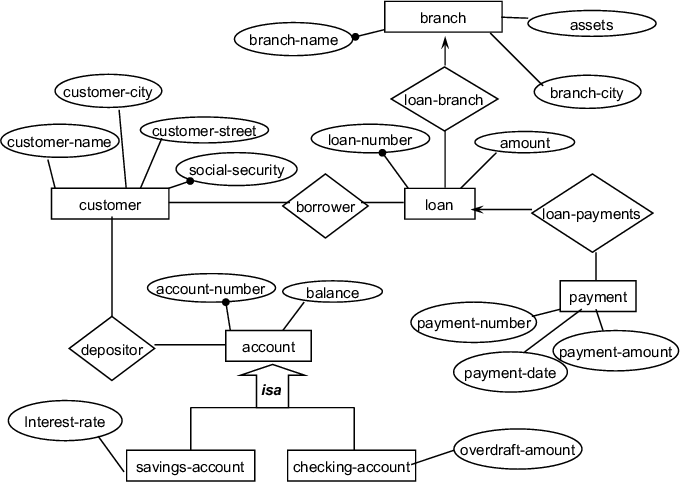 branch
assets
branch-name
branch-city
customer-city
loan-branch
customer-name
customer-street
loan-number
amount
social-security
customer
borrower
loan
loan-payments
account-number
balance
payment
payment-number
depositor
account
payment-amount
payment-date
isa
Interest-rate
overdraft-amount
savings-account
checking-account